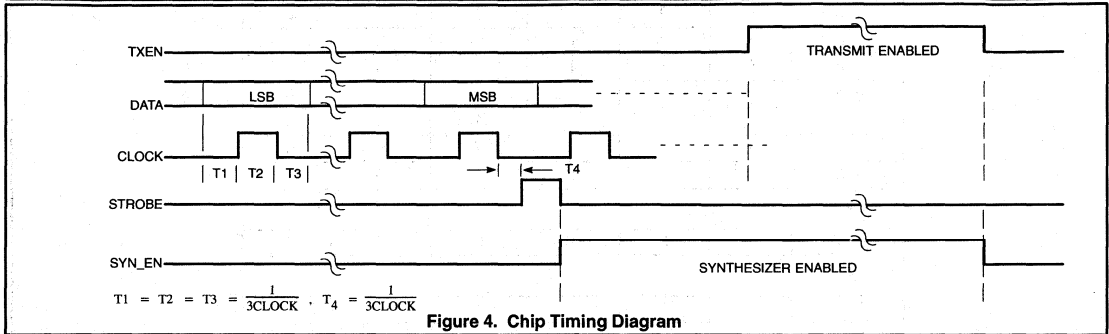 TXEN
TRANSMIT ENABLED
DATA
LSB
MSB
CLOCK
T1 T2 T3
T4
STROBE
SYN_EN
SYNTHESIZER ENABLED
T1 = T2 = T3 = 1/3CLOCK , T4 = 1/3CLOCK
Figure 4. Chip Timing Diagram